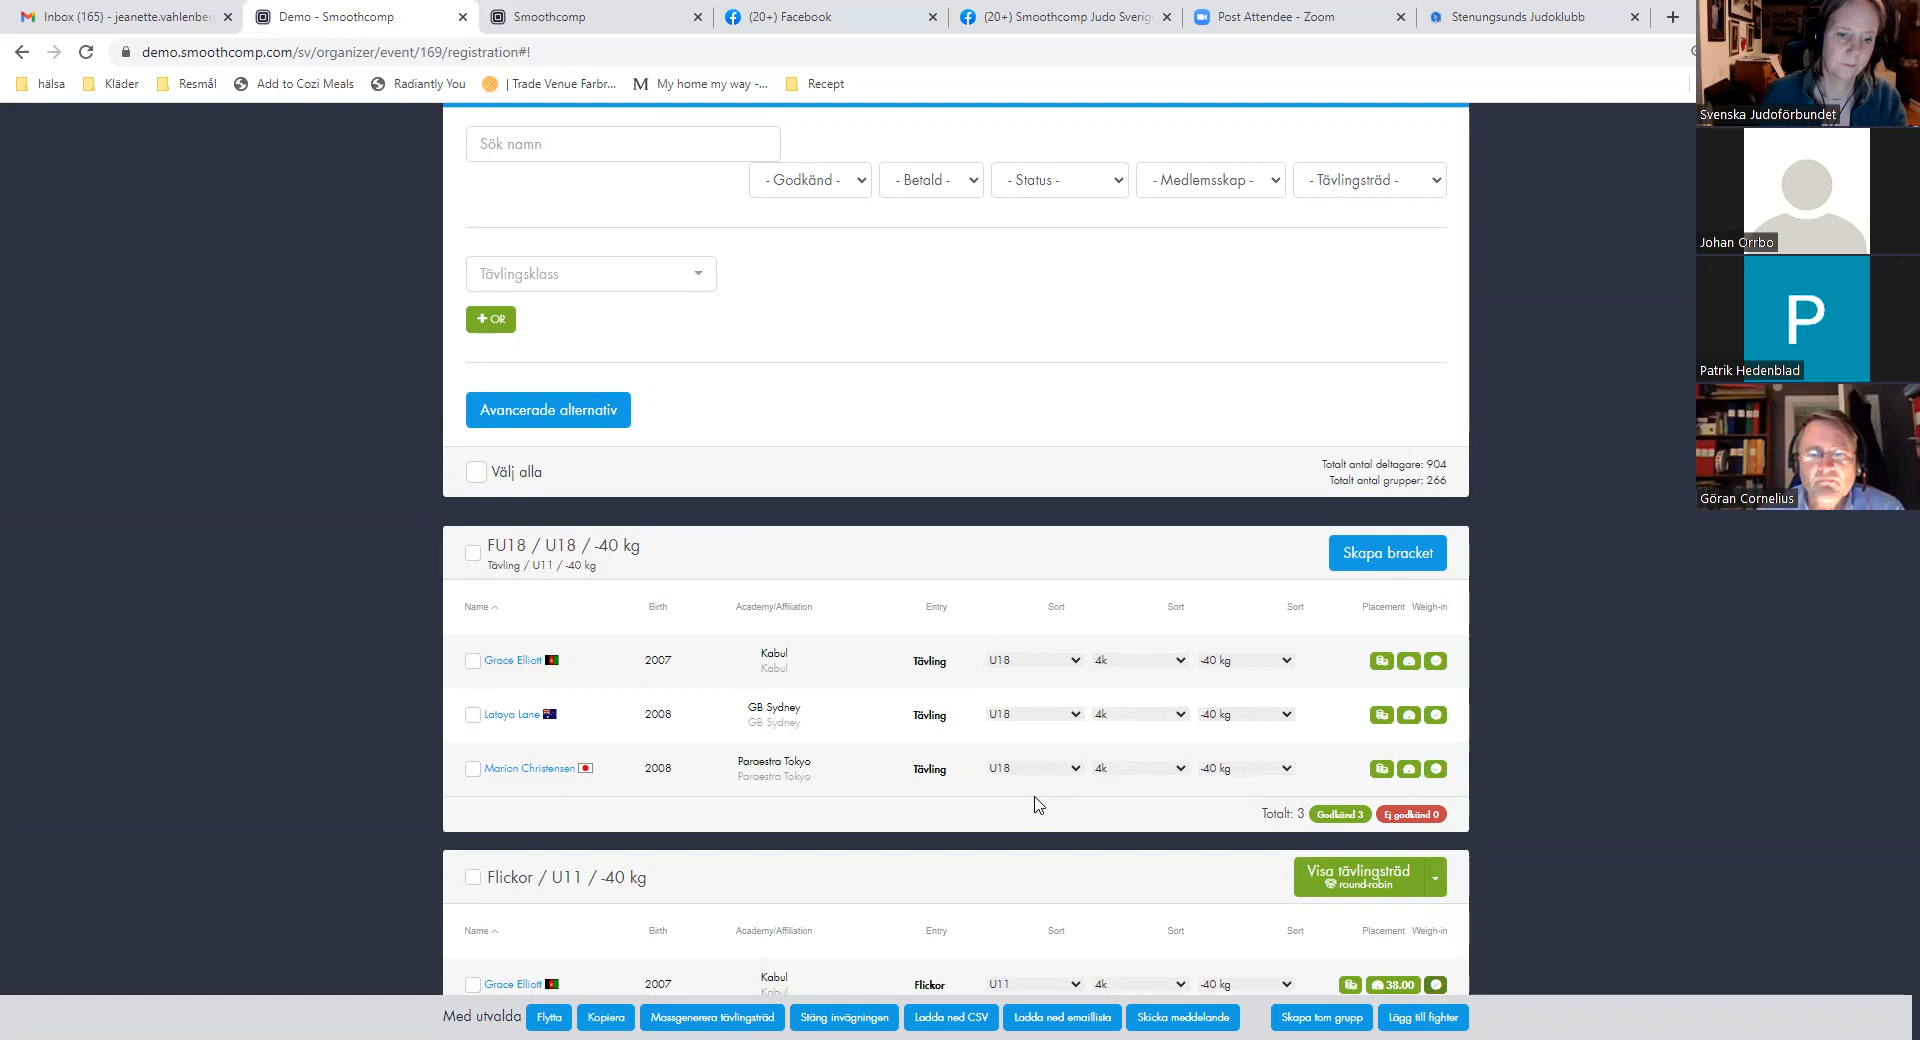 Inbox (165) - jeanette.vahlenber
Demo - Smoothcomp
Smoothcomp
(20+) Facebook
(20+) Smoothcomp Judo Sverig
Post Attendee - Zoom
Stenungsunds Judoklubb
demo.smoothcomp.com/sv/organizer/event/169/registration#!
hälsa
Kläder
Resmål
Add to Cozi Meals
Radiantly You
| Trade Venue Farbr...
My home my way -...
Recept
Svenska Judoförbundet
Johan Orrbo
P
Patrik Hedenblad
Göran Cornelius
Sök namn
- Godkänd -
- Betald -
- Status -
- Medlemsskap -
- Tävlingsträd -
Tävlingsklass
+ OR
Avancerade alternativ
Välj alla
Totalt antal deltagare: 904
Totalt antal grupper: 266
FU18 / U18 / -40 kg
Tävling / U11 / -40 kg
Skapa bracket
Name Birth Academy/Affiliation Entry Sort Sort Sort Placement Weigh-in
Grace Elliott 2007 Kabul Tävling U18 4k -40 kg
Kabul
Latoya Lane 2008 GB Sydney Tävling U18 4k -40 kg
GB Sydney
Marion Christensen 2008 Paraestra Tokyo Tävling U18 4k -40 kg
Paraestra Tokyo
Totalt: 3 Godkänd 3 Ej godkänd 0
Flickor / U11 / -40 kg
Visa tävlingsträd
round-robin
Name Birth Academy/Affiliation Entry Sort Sort Sort Placement Weigh-in
Grace Elliott 2007 Kabul Flickor U11 4k -40 kg 38.00
Kabul
Med utvalda Flytta Kopiera Massgenerera tävlingsträd Stäng invägningen Ladda ned CSV Ladda ned emaillista Skicka meddelande Skapa tom grupp Lägg till fighter